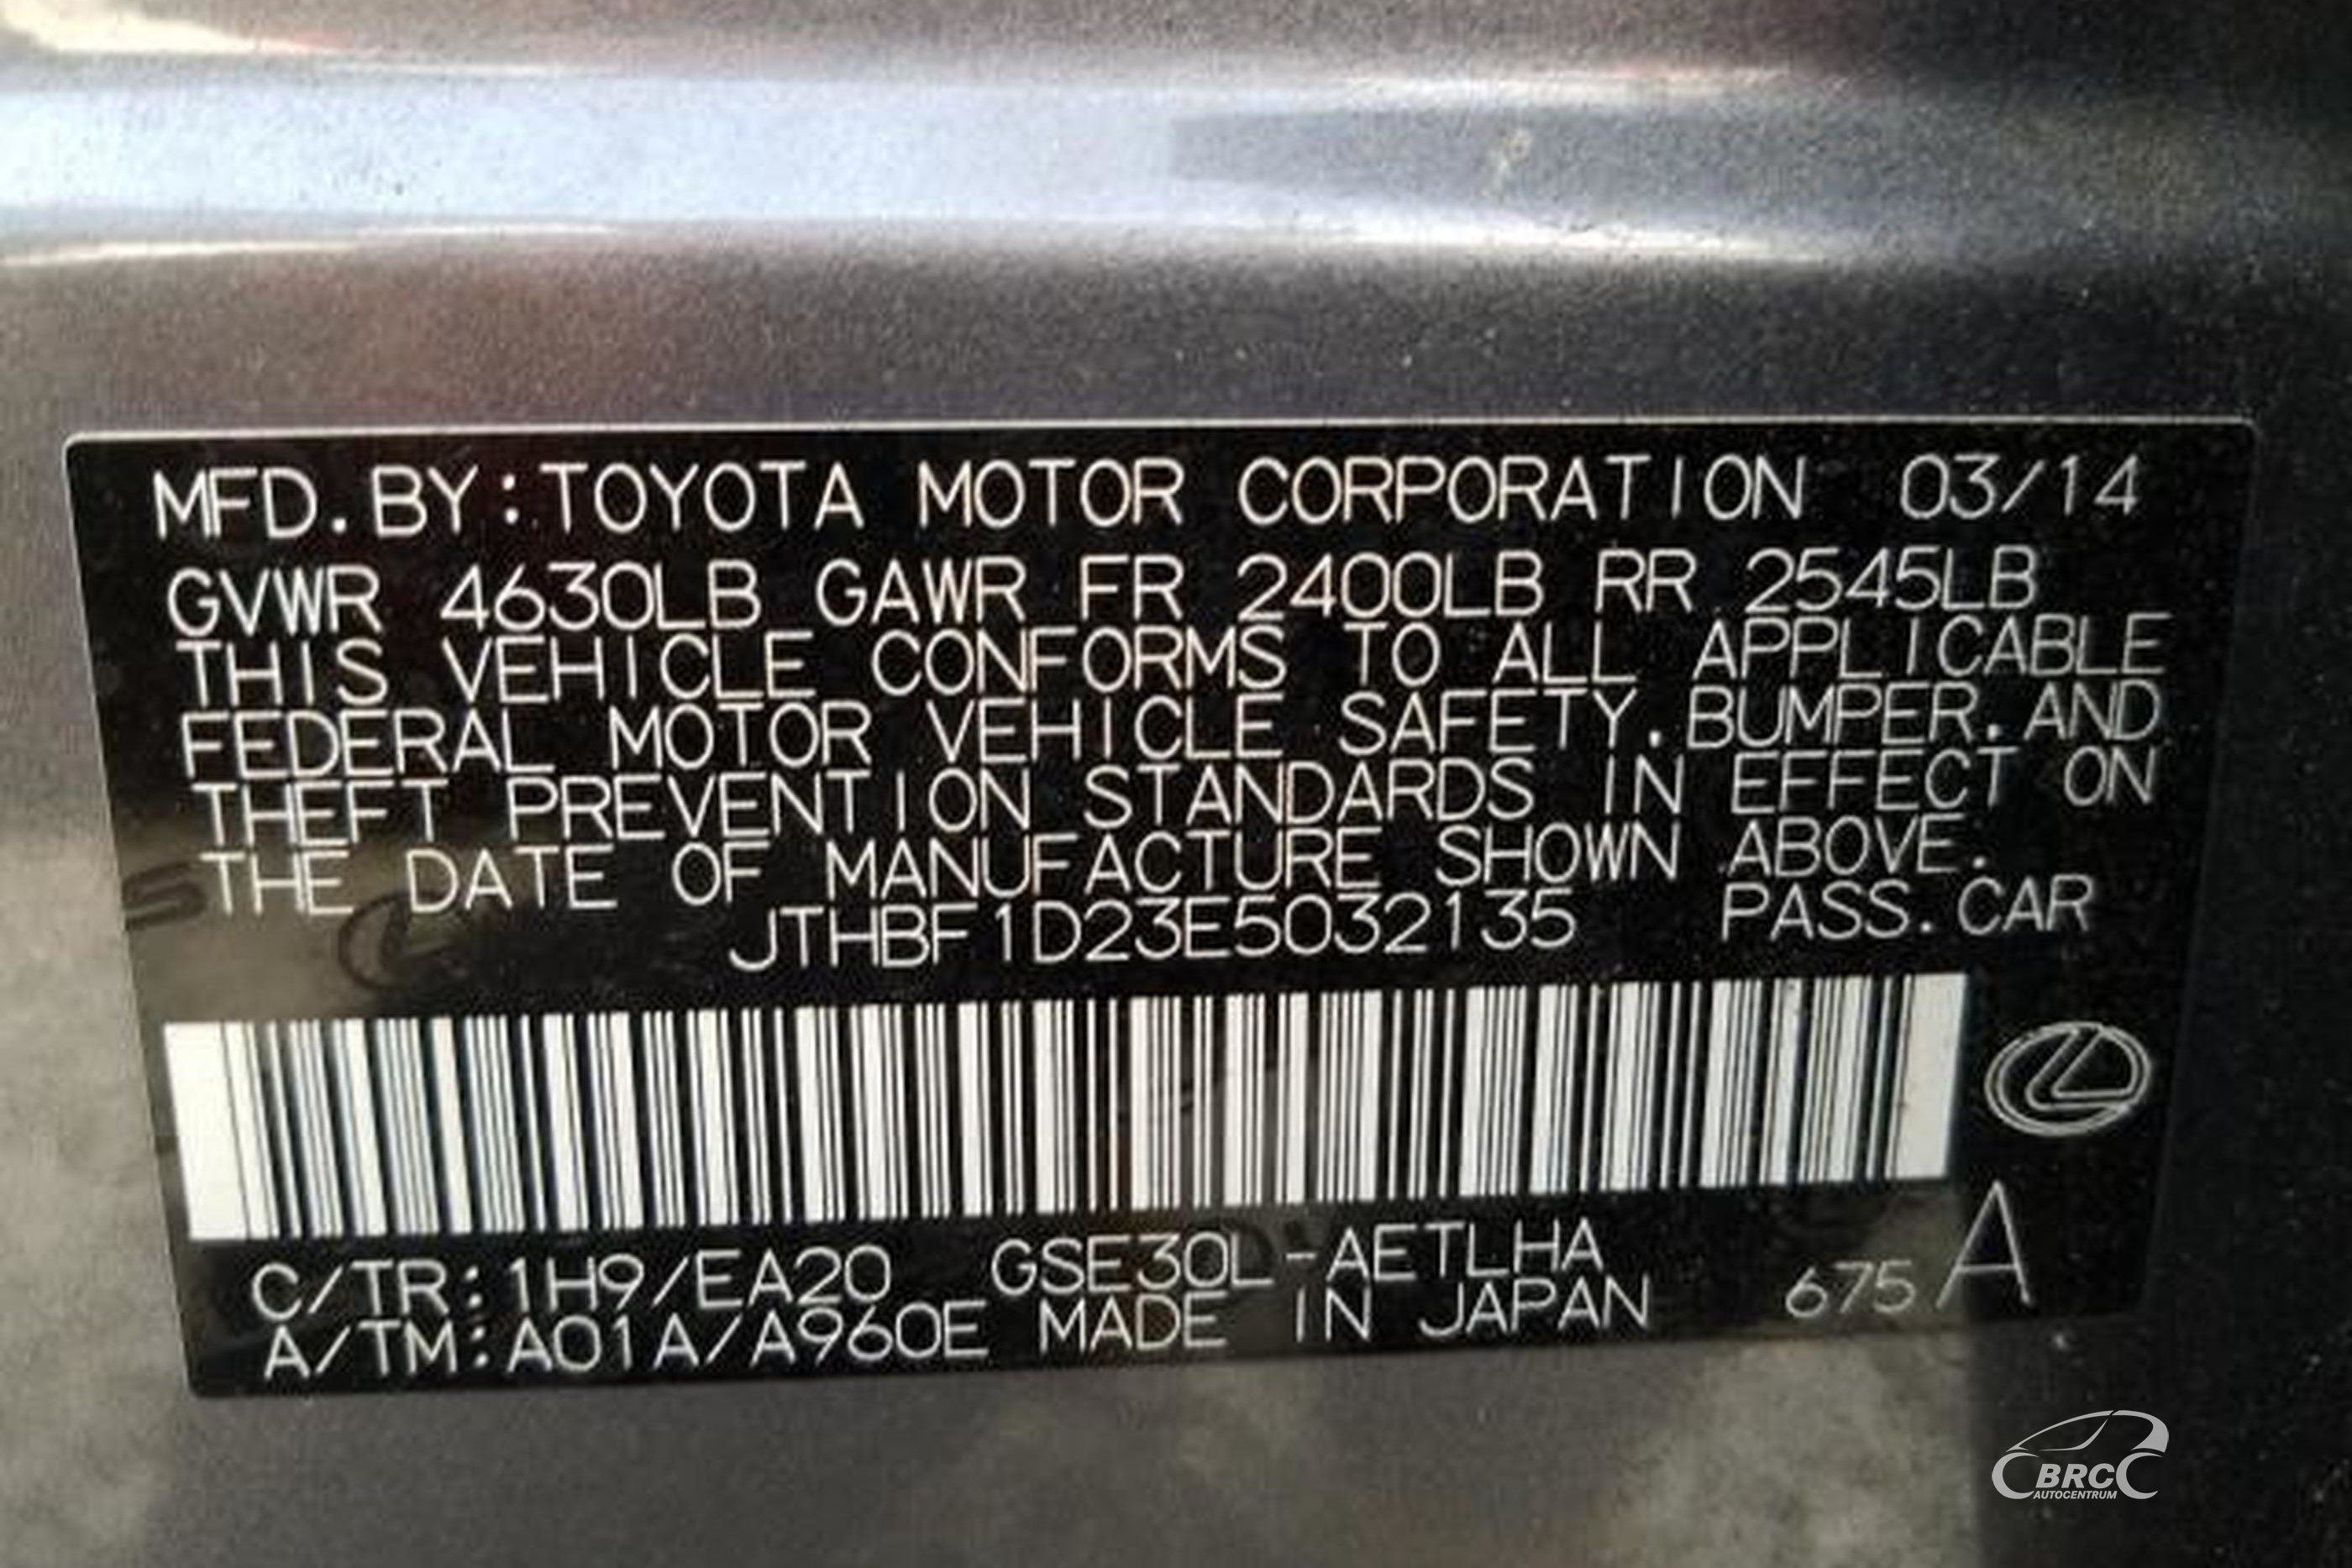 MFD.BY:TOYOTA MOTOR CORPORATION 03/14
GVWR 4630LB GAWR FR 2400LB RR 2545LB
THIS VEHICLE CONFORMS TO ALL APPLICABLE
FEDERAL MOTOR VEHICLE SAFETY.BUMPER.AND
THEFT PREVENTION STANDARDS IN EFFECT ON
THE DATE OF MANUFACTURE SHOWN ABOVE.
JTHBF1D23E5032135 PASS.CAR
C/TR:1H9/EA20 GSE30L-AETLHA
A/TM:A01A/A960E MADE IN JAPAN 675 A
BRC
AUTOCENTRUM